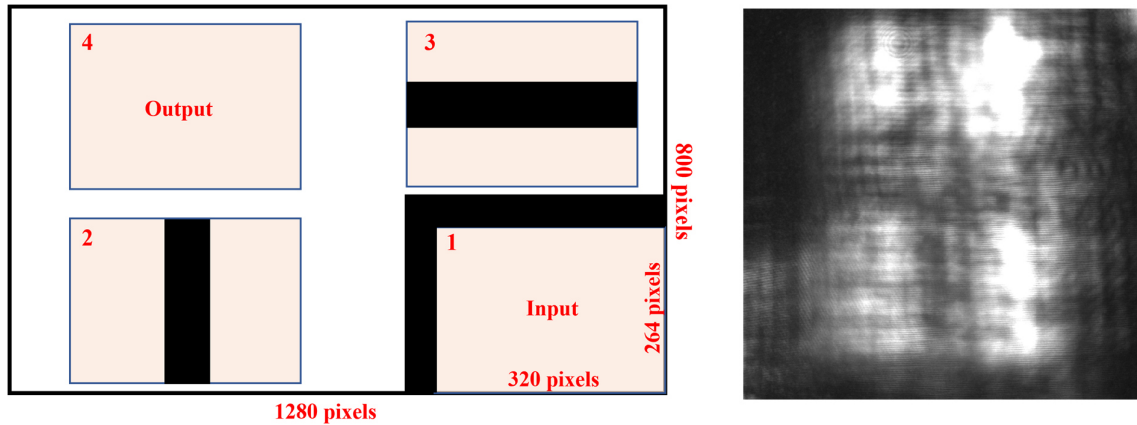 4
3
Output
800 pixels
2
1
Input
264 pixels
320 pixels
1280 pixels